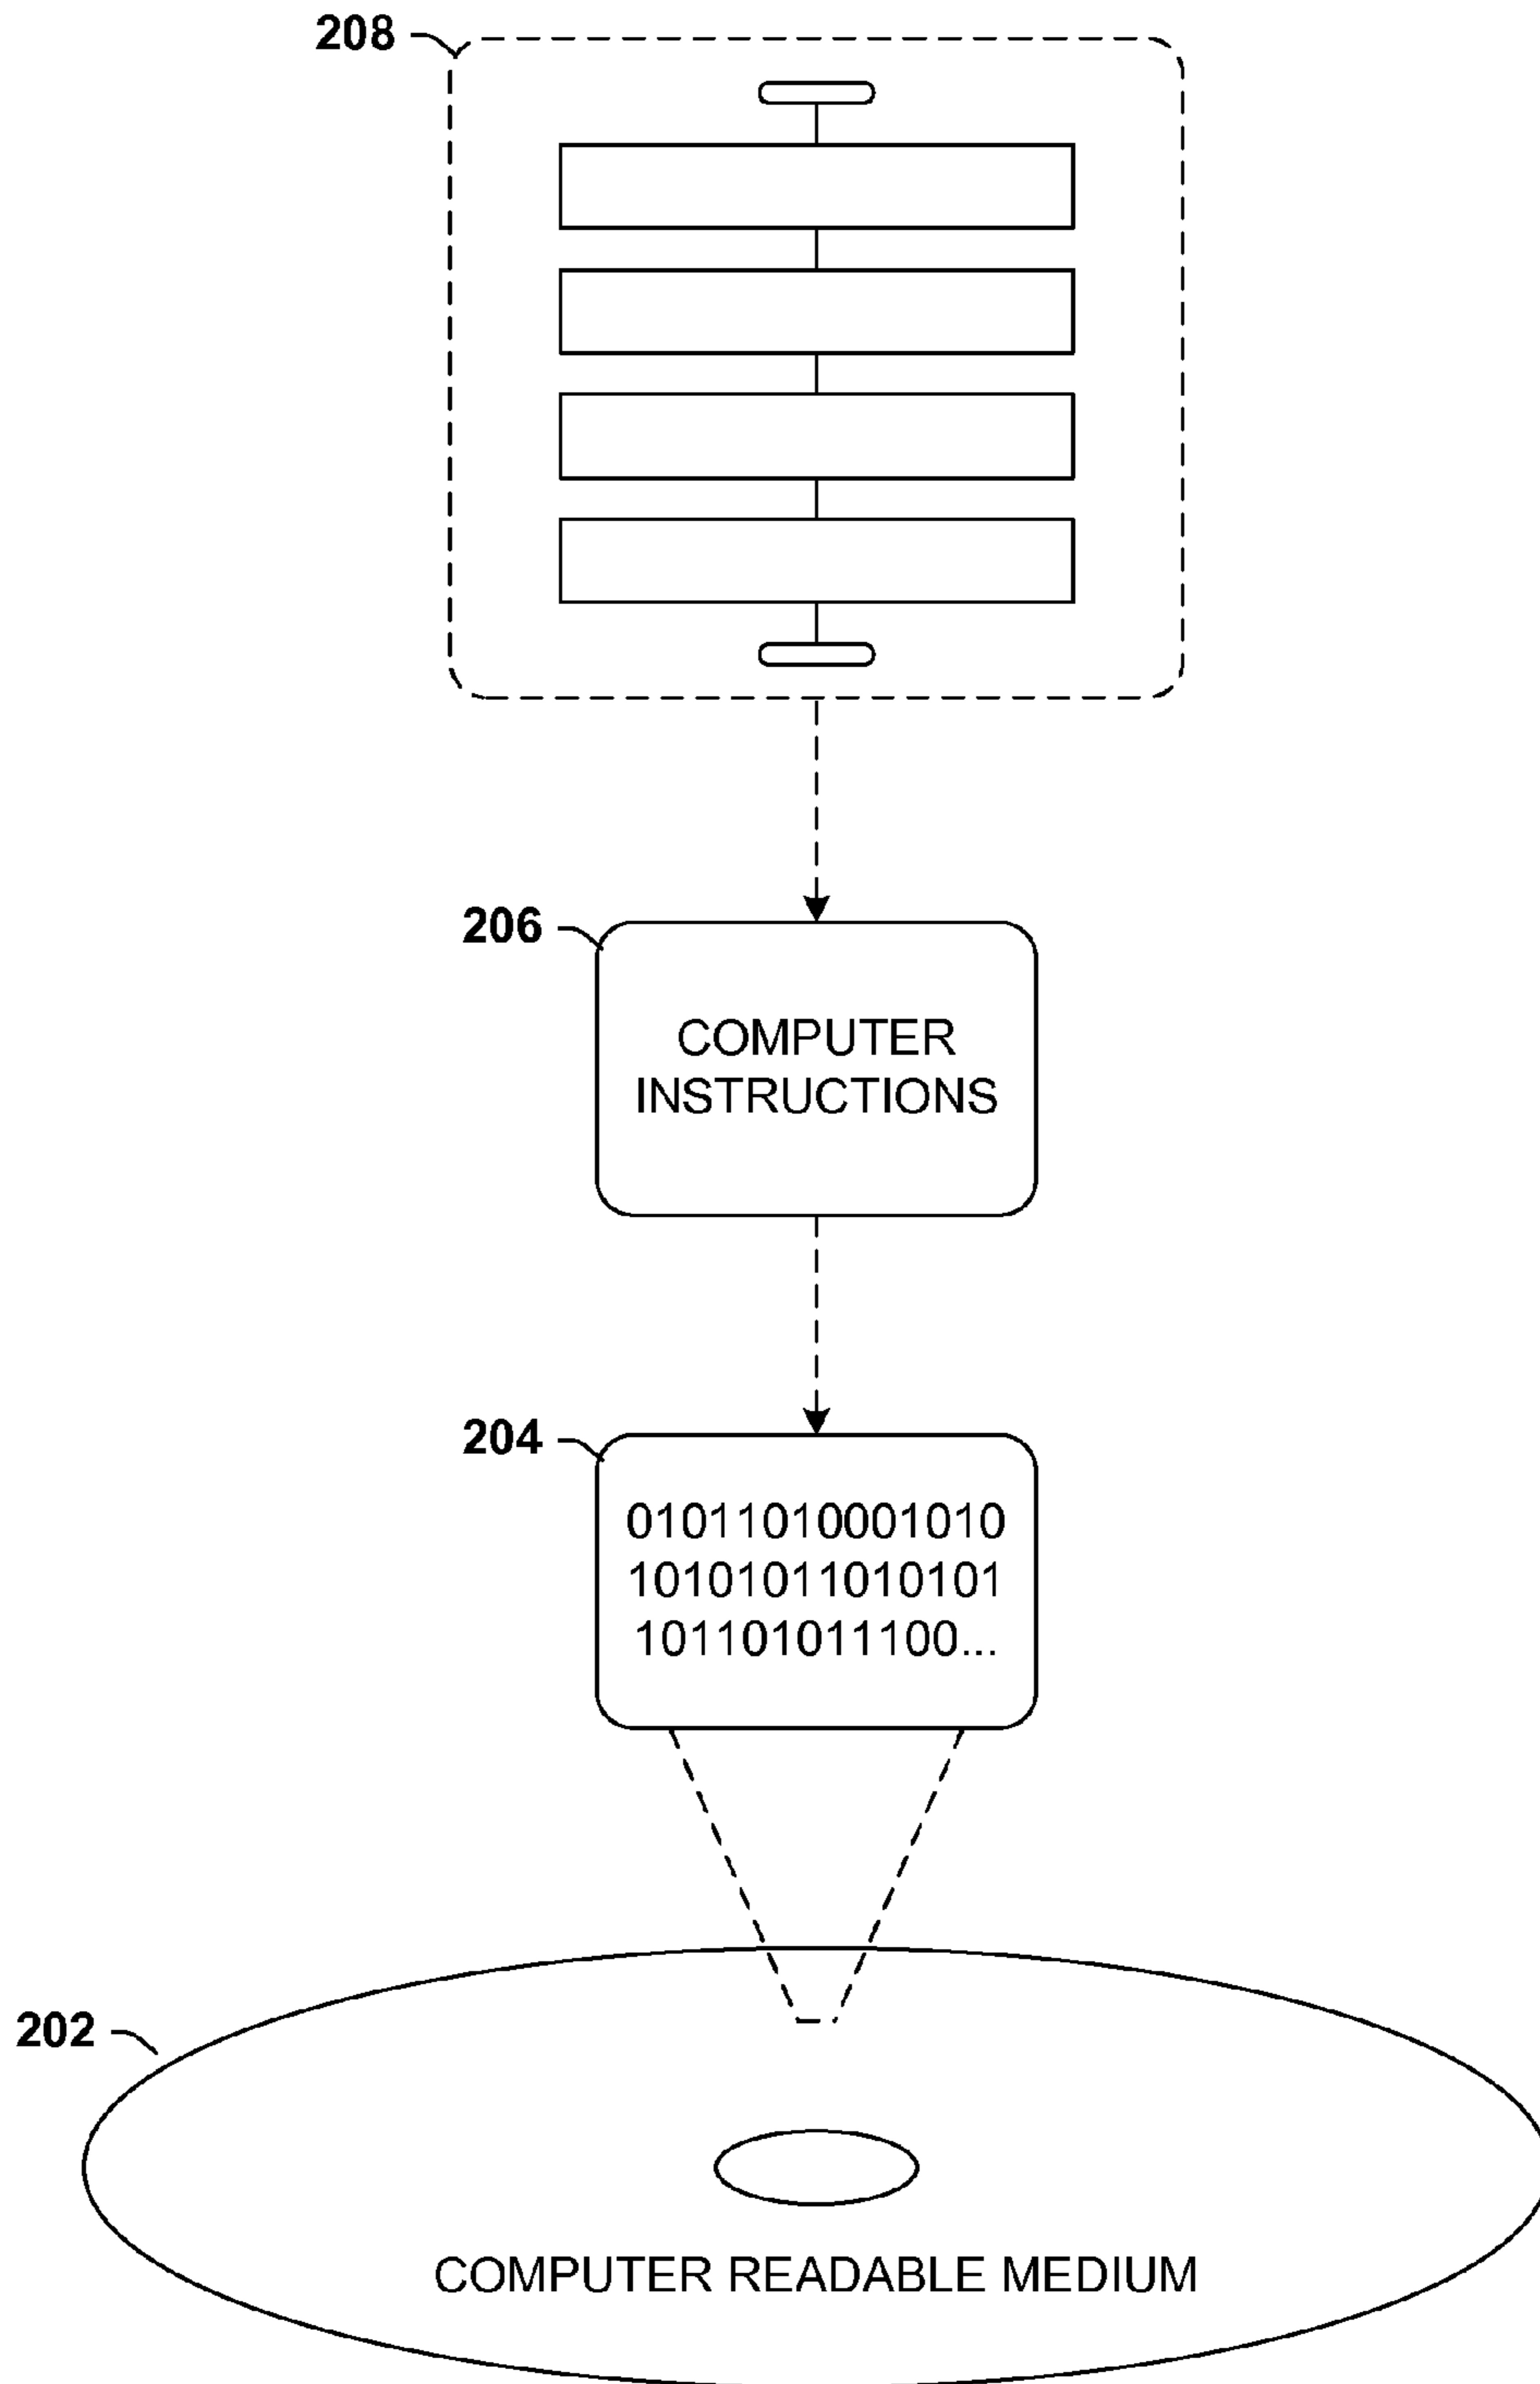 208
206
COMPUTER
INSTRUCTIONS
204
01011010001010
10101011010101
101101011100...
202
COMPUTER READABLE MEDIUM